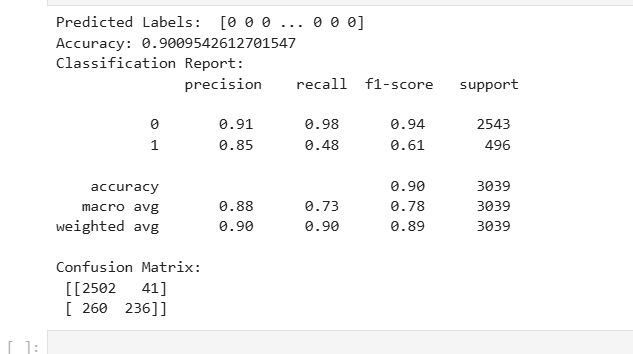 Predicted Labels:  [0 0 0 ... 0 0 0]
Accuracy: 0.9009542612701547
Classification Report:
              precision    recall  f1-score   support

           0       0.91      0.98      0.94      2543
           1       0.85      0.48      0.61       496

    accuracy                           0.90      3039
   macro avg       0.88      0.73      0.78      3039
weighted avg       0.90      0.90      0.89      3039

Confusion Matrix:
 [[2502   41]
 [ 260  236]]
[ ]: